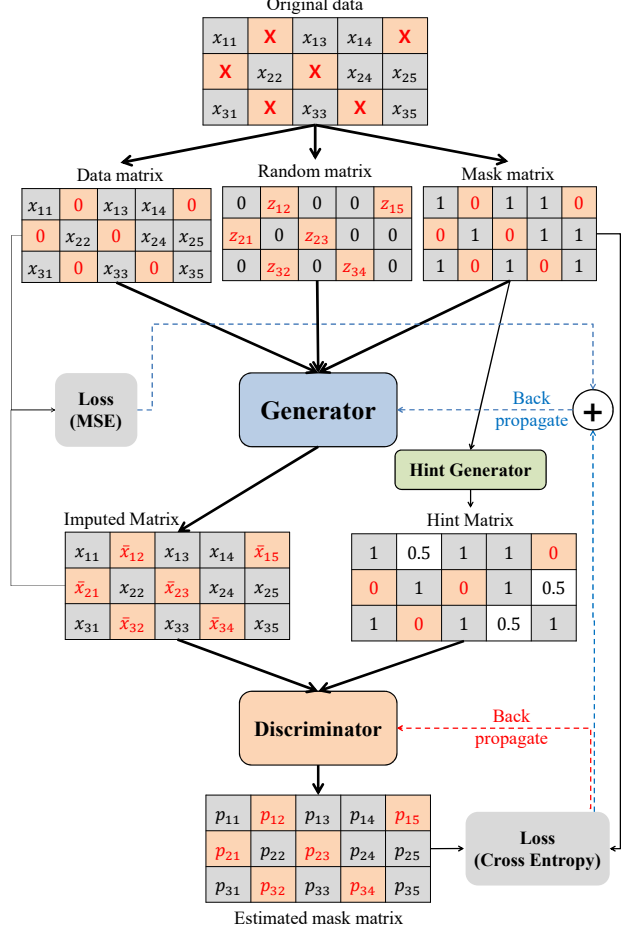 Original data
x₁₁ X x₁₃ x₁₄ X
X x₂₂ X x₂₄ x₂₅
x₃₁ X x₃₃ X x₃₅
Data matrix
Random matrix
Mask matrix
x₁₁ 0 x₁₃ x₁₄ 0
0 x₂₂ 0 x₂₄ x₂₅
x₃₁ 0 x₃₃ 0 x₃₅
0 z₁₂ 0 0 z₁₅
z₂₁ 0 z₂₃ 0 0
0 z₃₂ 0 z₃₄ 0
1 0 1 1 0
0 1 0 1 1
1 0 1 0 1
Loss
(MSE)
Generator
Back
propagate
+
Hint Generator
Imputed Matrix
Hint Matrix
x₁₁ x̄₁₂ x₁₃ x₁₄ x̄₁₅
x̄₂₁ x₂₂ x̄₂₃ x₂₄ x₂₅
x₃₁ x̄₃₂ x₃₃ x̄₃₄ x₃₅
1 0.5 1 1 0
0 1 0 1 0.5
1 0 1 0.5 1
Discriminator
Back
propagate
p₁₁ p₁₂ p₁₃ p₁₄ p₁₅
p₂₁ p₂₂ p₂₃ p₂₄ p₂₅
p₃₁ p₃₂ p₃₃ p₃₄ p₃₅
Loss
(Cross Entropy)
Estimated mask matrix